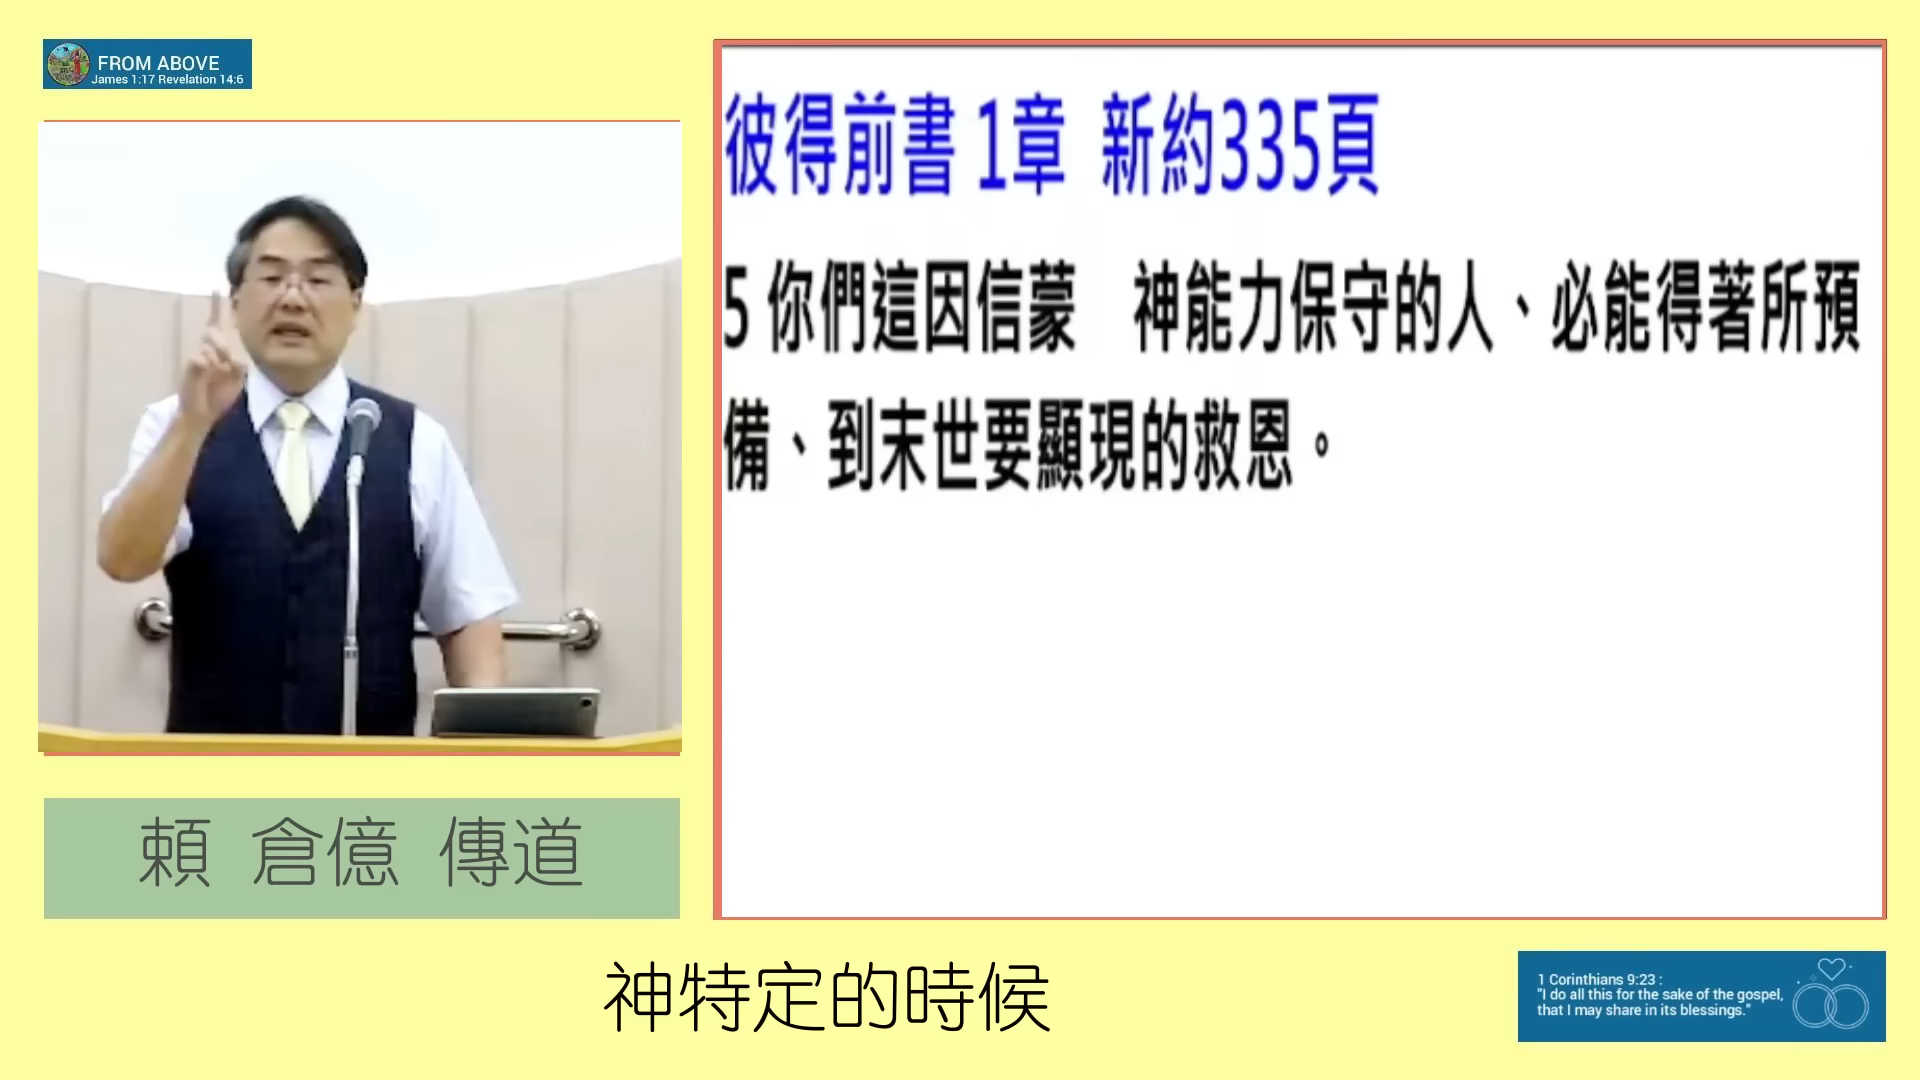 FROM ABOVE
James 1:17 Revelation 14:6
彼得前書 1章 新約335頁
5 你們這因信蒙　神能力保守的人、必能得著所預
備、到末世要顯現的救恩。
賴 倉億 傳道
神特定的時候
1 Corinthians 9:23 :
"I do all this for the sake of the gospel,
that I may share in its blessings."